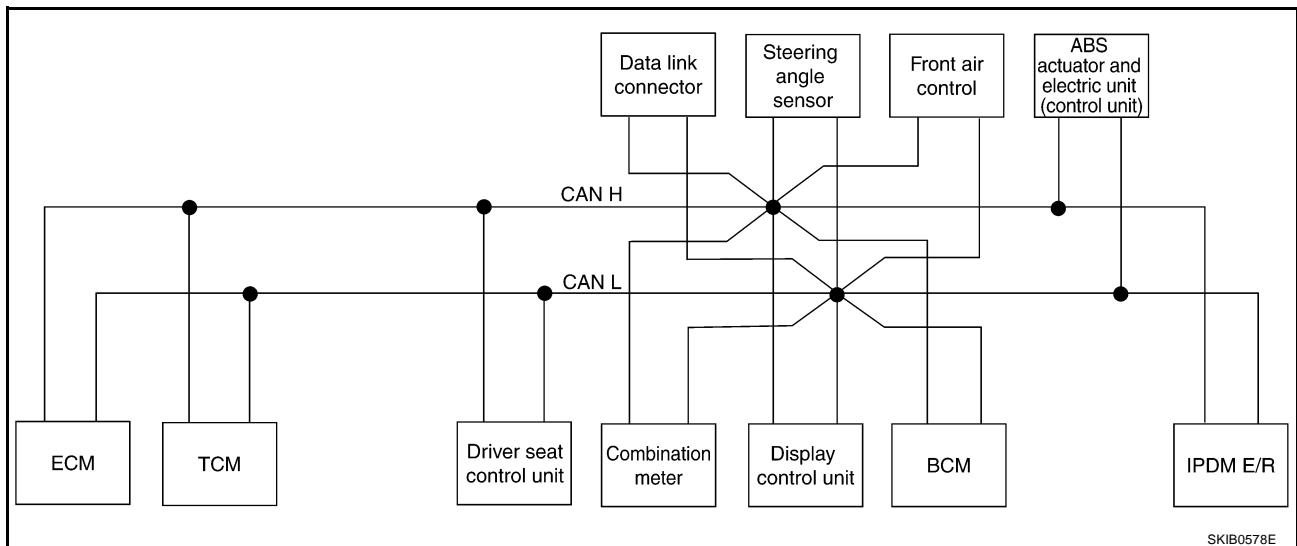 Data link
connector
Steering
angle
sensor
Front air
control
ABS
actuator and
electric unit
(control unit)
CAN H
CAN L
ECM
TCM
Driver seat
control unit
Combination
meter
Display
control unit
BCM
IPDM E/R
SKIB0578E